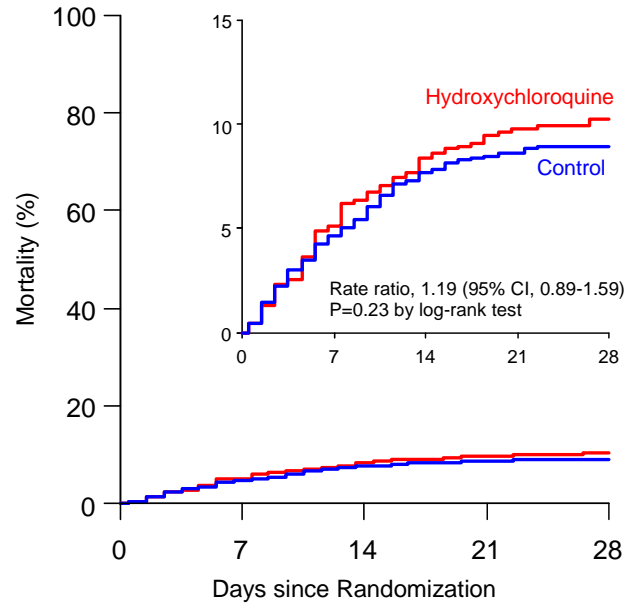 100
80
60
40
20
0
Mortality (%)
15
10
5
0
Hydroxychloroquine
Control
Rate ratio, 1.19 (95% CI, 0.89-1.59)
P=0.23 by log-rank test
0 7 14 21 28
0 7 14 21 28
Days since Randomization